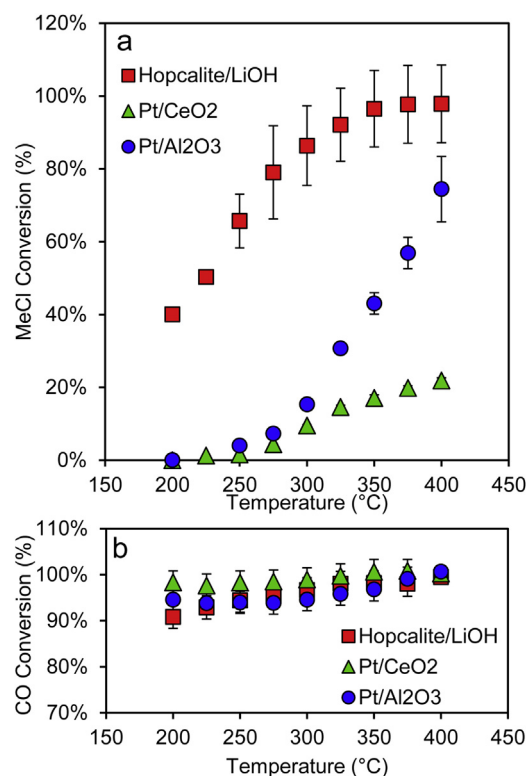 120%
a
Hopcalite/LiOH
100%
Pt/CeO2
Pt/Al2O3
80%
60%
40%
20%
0%
MeCl Conversion (%)
150 200 250 300 350 400 450
Temperature (°C)
110%
b
100%
90%
Hopcalite/LiOH
80%
Pt/CeO2
Pt/Al2O3
70%
CO Conversion (%)
150 200 250 300 350 400 450
Temperature (°C)